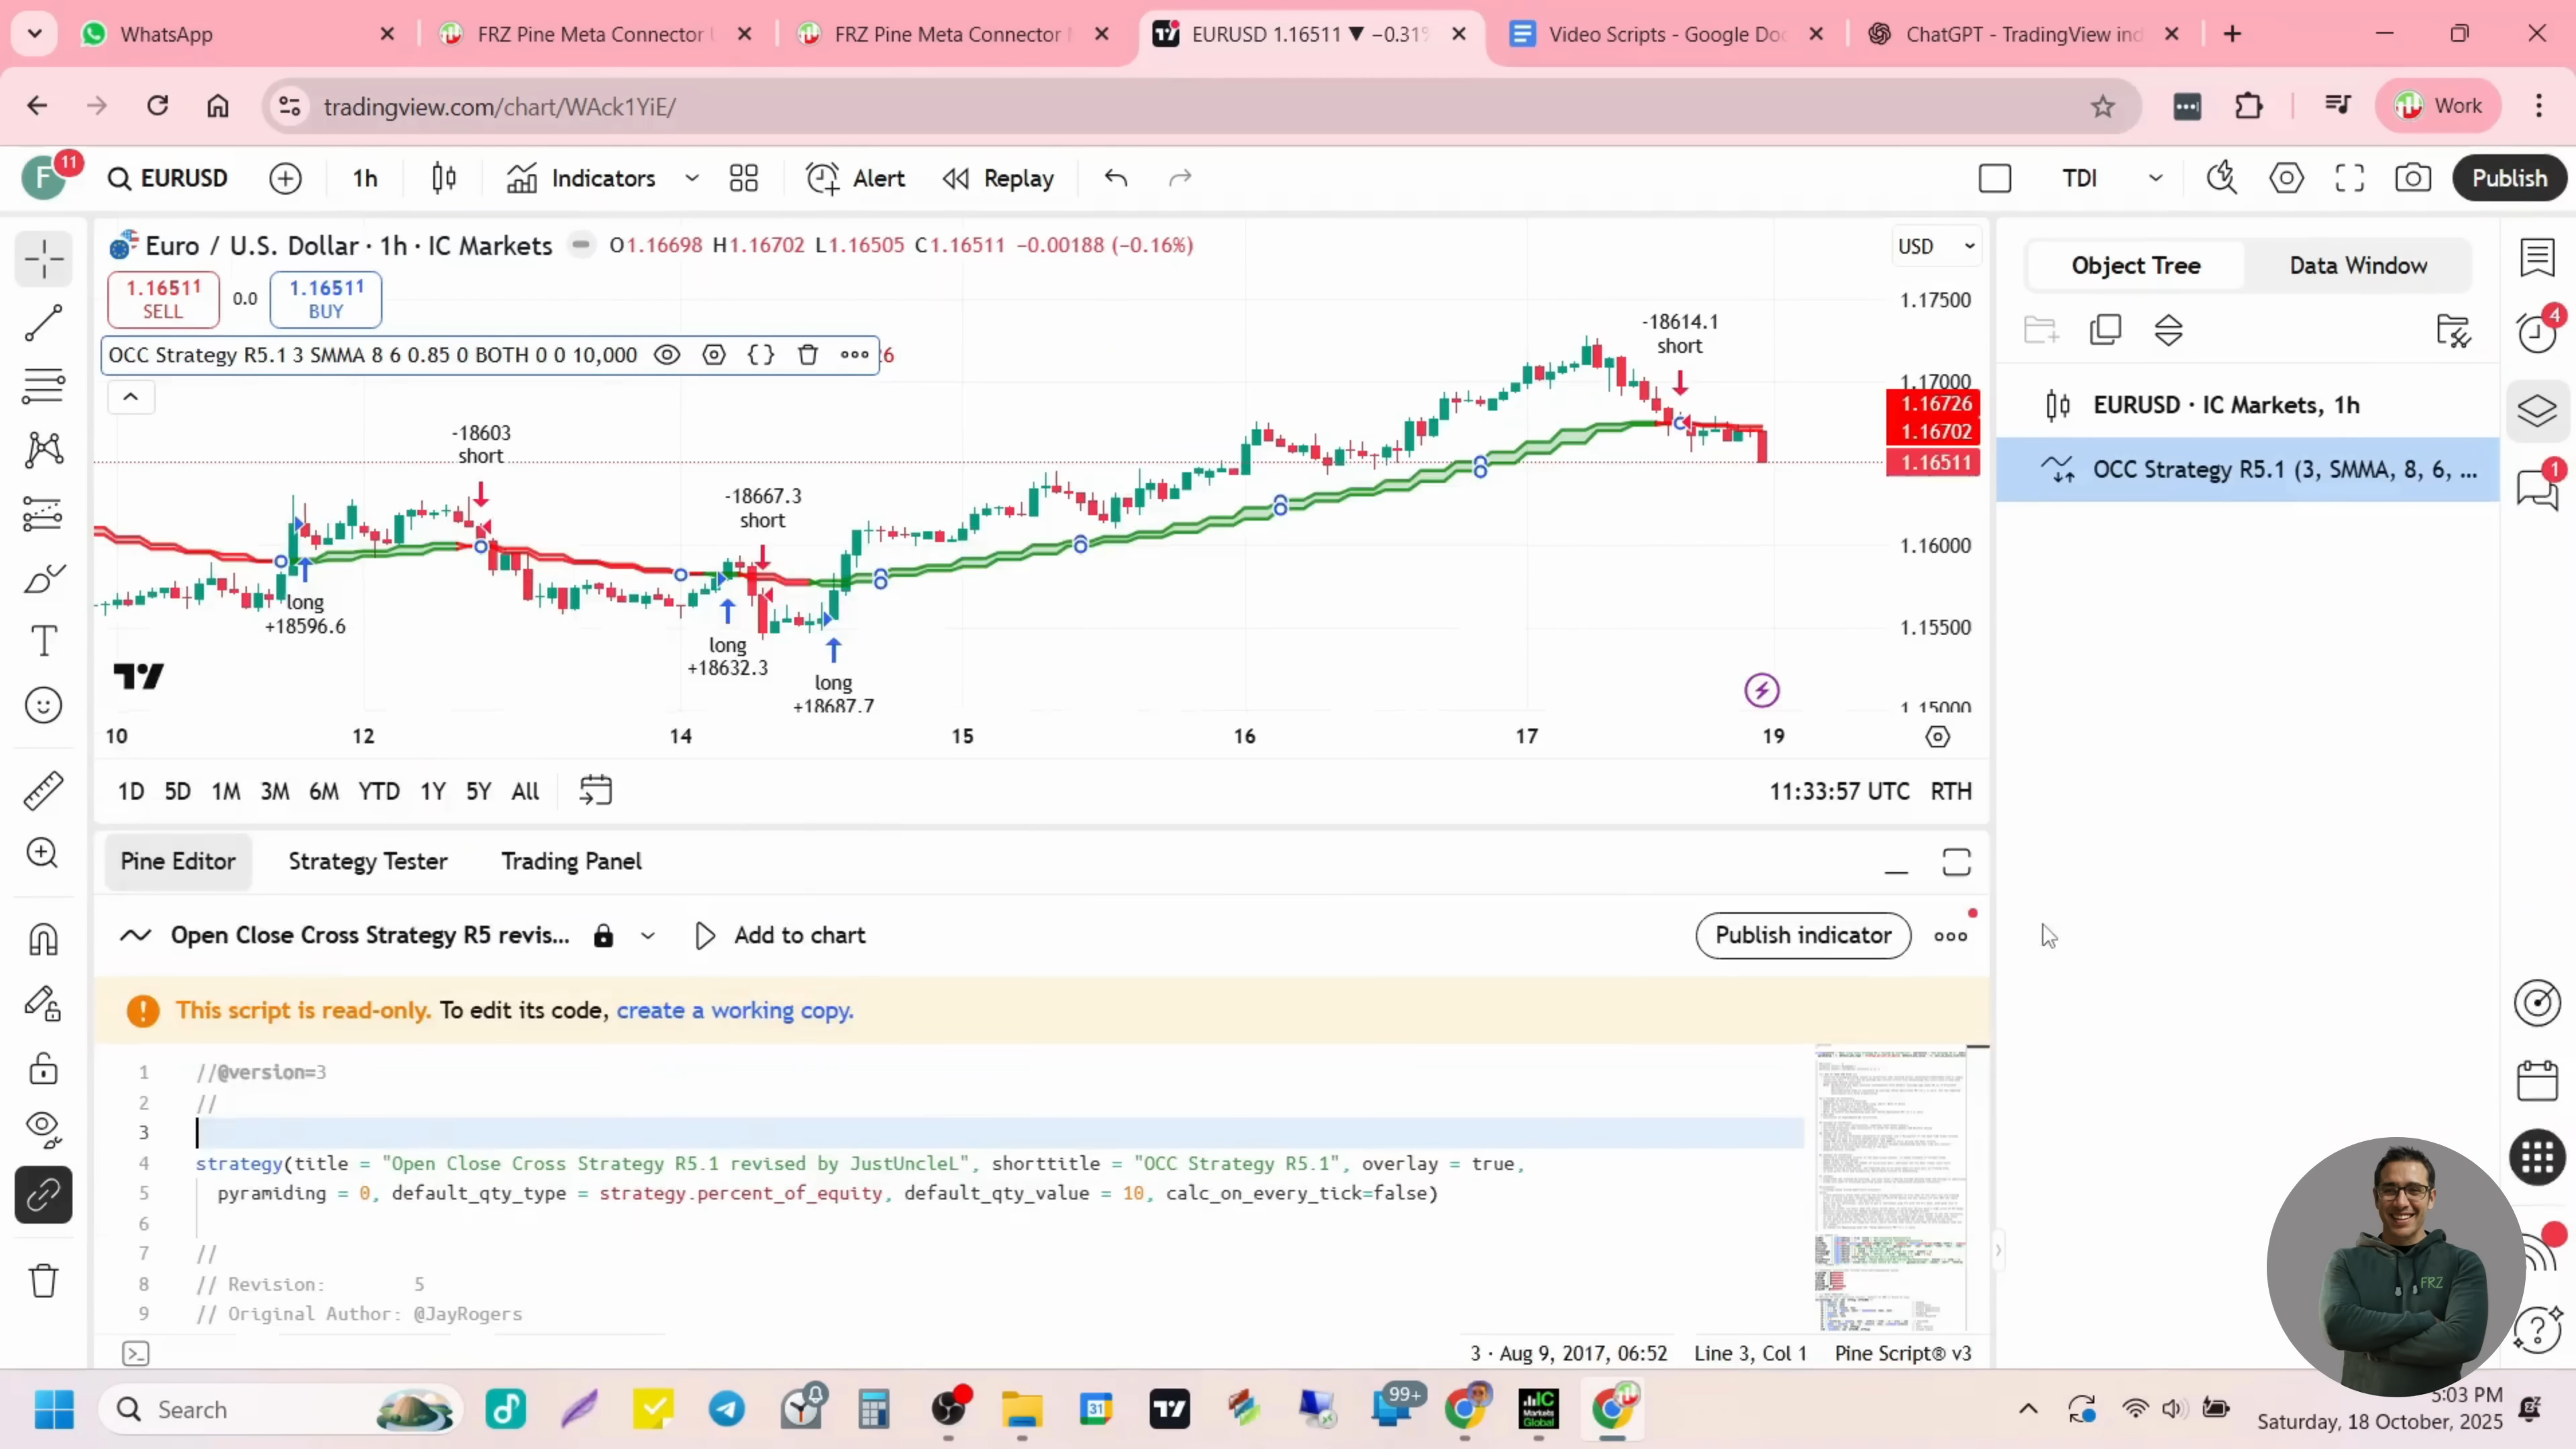 WhatsApp
FRZ Pine Meta Connector
FRZ Pine Meta Connector
EURUSD 1.16511 ▼ −0.31%
Video Scripts - Google Doc
ChatGPT - TradingView ind
tradingview.com/chart/WAck1YiE/
Work
F
11
EURUSD
1h
Indicators
Alert
Replay
TDI
Publish
Euro / U.S. Dollar · 1h · IC Markets
O1.16698 H1.16702 L1.16505 C1.16511 −0.00188 (−0.16%)
USD
1.16511
SELL
0.0
1.16511
BUY
OCC Strategy R5.1 3 SMMA 8 6 0.85 0 BOTH 0 0 10,000
-18603
short
-18667.3
short
-18614.1
short
long
+18596.6
long
+18632.3
long
+18687.7
1.17500
1.17000
1.16726
1.16702
1.16511
1.16000
1.15500
1.15000
10 12 14 15 16 17 19
1D 5D 1M 3M 6M YTD 1Y 5Y All
11:33:57 UTC RTH
Object Tree
Data Window
EURUSD · IC Markets, 1h
OCC Strategy R5.1 (3, SMMA, 8, 6, ...
4
1
Pine Editor
Strategy Tester
Trading Panel
Open Close Cross Strategy R5 revis...
Add to chart
Publish indicator
This script is read-only. To edit its code, create a working copy.
1 //@version=3
2 //
3
4 strategy(title = "Open Close Cross Strategy R5.1 revised by JustUncleL", shorttitle = "OCC Strategy R5.1", overlay = true,
5 pyramiding = 0, default_qty_type = strategy.percent_of_equity, default_qty_value = 10, calc_on_every_tick=false)
6
7 //
8 // Revision: 5
9 // Original Author: @JayRogers
3 · Aug 9, 2017, 06:52
Line 3, Col 1
Pine Script® v3
FRZ
Search
31
99+
IC
Markets
Global
5:03 PM
Saturday, 18 October, 2025